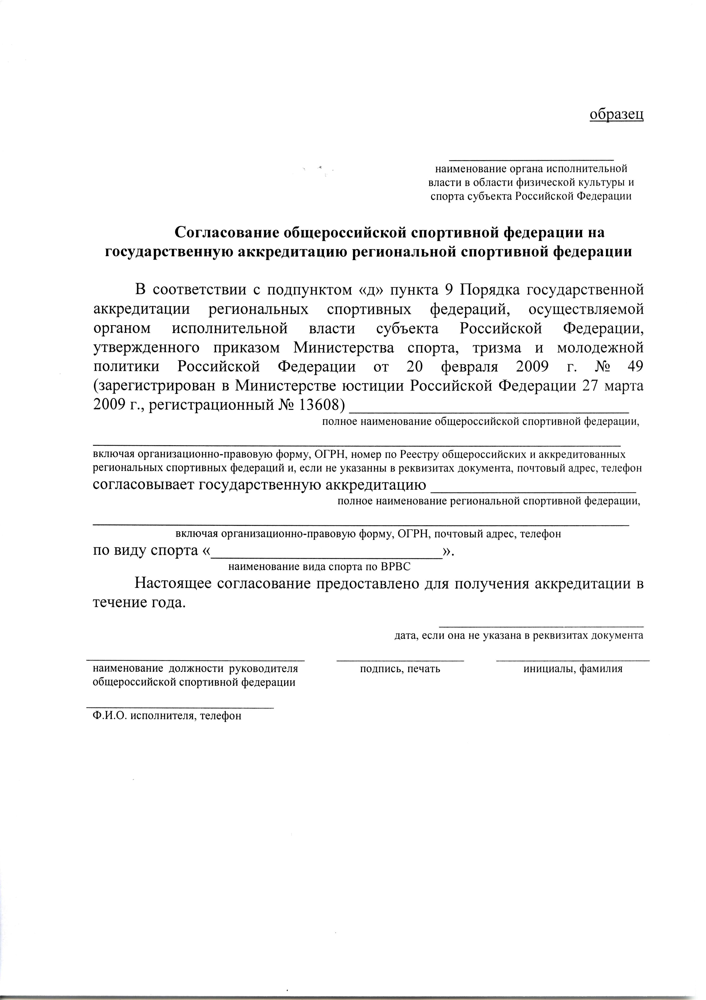 образец
наименование органа исполнительной
власти в области физической культуры и
спорта субъекта Российской Федерации
Согласование общероссийской спортивной федерации на
государственную аккредитацию региональной спортивной федерации
В соответствии с подпунктом «д» пункта 9 Порядка государственной
аккредитации региональных спортивных федераций, осуществляемой
органом исполнительной власти субъекта Российской Федерации,
утвержденного приказом Министерства спорта, тризма и молодежной
политики Российской Федерации от 20 февраля 2009 г. № 49
(зарегистрирован в Министерстве юстиции Российской Федерации 27 марта
2009 г., регистрационный № 13608)
полное наименование общероссийской спортивной федерации,
включая организационно-правовую форму, ОГРН, номер по Реестру общероссийских и аккредитованных
региональных спортивных федераций и, если не указанны в реквизитах документа, почтовый адрес, телефон
согласовывает государственную аккредитацию
полное наименование региональной спортивной федерации,
включая организационно-правовую форму, ОГРН, почтовый адрес, телефон
по виду спорта «____________________».
наименование вида спорта по ВРВС
Настоящее согласование предоставлено для получения аккредитации в
течение года.
дата, если она не указана в реквизитах документа
наименование должности руководителя подпись, печать инициалы, фамилия
общероссийской спортивной федерации
Ф.И.О. исполнителя, телефон